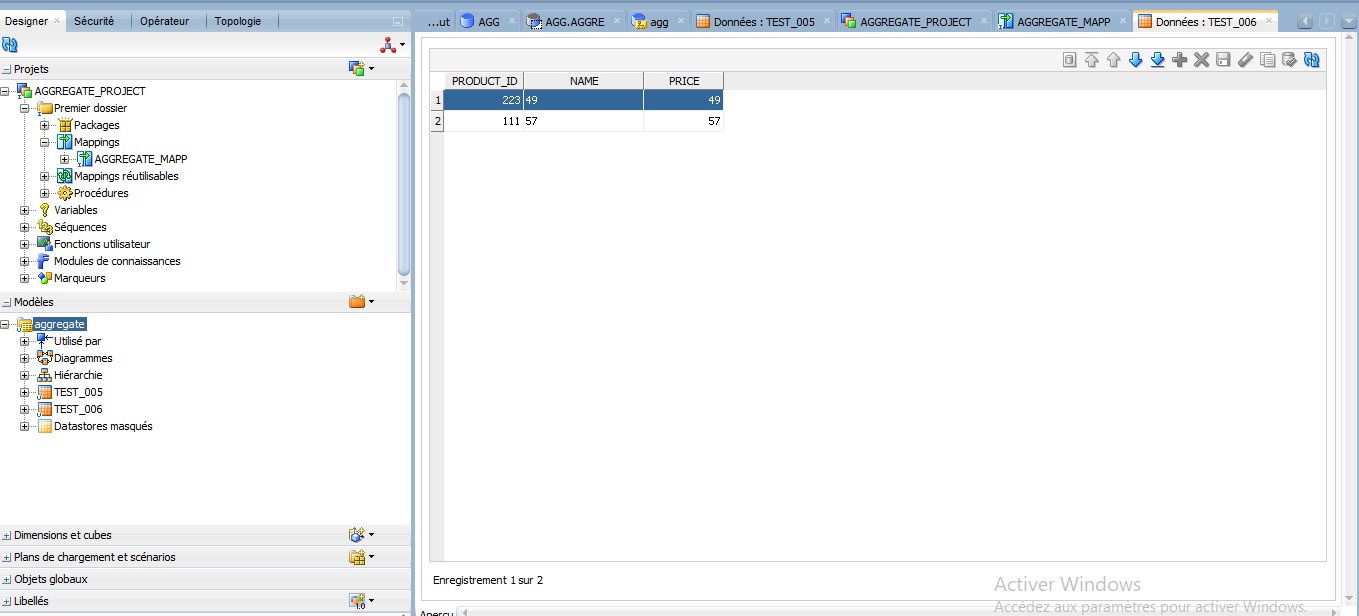 Designer
Sécurité
Opérateur
Topologie
Projets
AGGREGATE_PROJECT
Premier dossier
Packages
Mappings
AGGREGATE_MAPP
Mappings réutilisables
Procédures
Variables
Séquences
Fonctions utilisateur
Modules de connaissances
Marqueurs
Modèles
aggregate
Utilisé par
Diagrammes
Hiérarchie
TEST_005
TEST_006
Datastores masqués
Dimensions et cubes
Plans de chargement et scénarios
Objets globaux
Libellés
1.0
...ut AGG AGG.AGGRE agg Données : TEST_005 AGGREGATE_PROJECT AGGREGATE_MAPP Données : TEST_006
PRODUCT_ID NAME PRICE
1 223 49 49
2 111 57 57
Enregistrement 1 sur 2
Activer Windows
Accédez aux paramètres pour activer Windows.
Aperçu